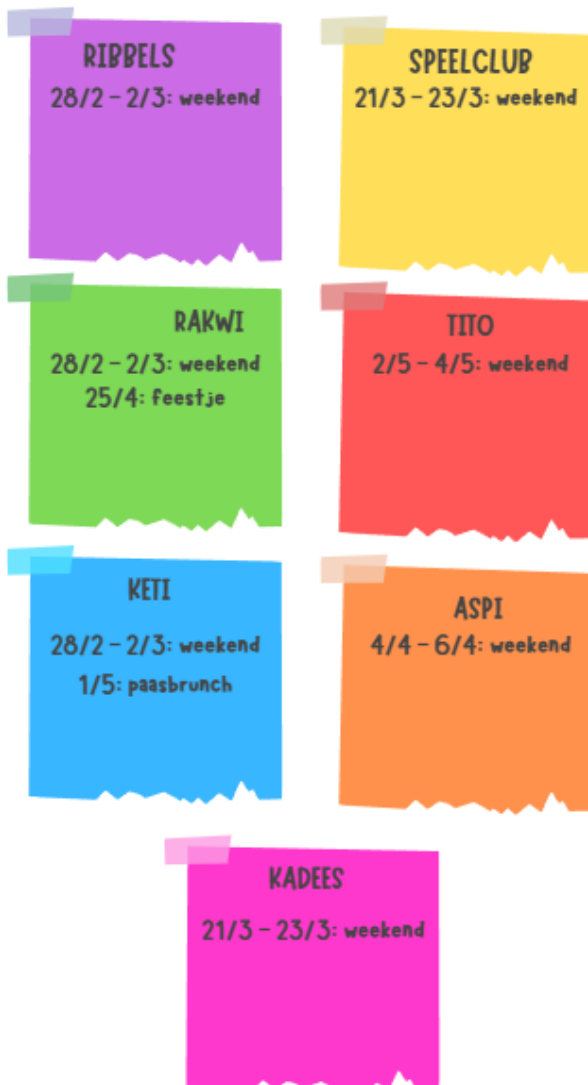 RIBBELS
28/2 - 2/3: weekend
SPEELCLUB
21/3 - 23/3: weekend
RAKWI
28/2 - 2/3: weekend
25/4: feestje
TITO
2/5 - 4/5: weekend
KETI
28/2 - 2/3: weekend
1/5: paasbrunch
ASPI
4/4 - 6/4: weekend
KADEES
21/3 - 23/3: weekend